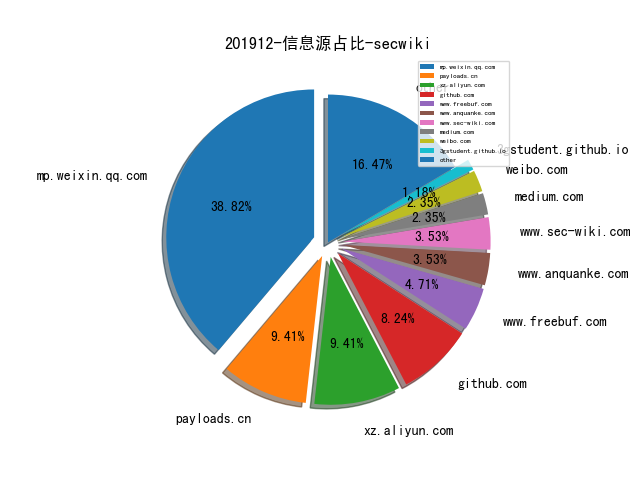 201912-信息源占比-secwiki
mp.weixin.qq.com
payloads.cn
xz.aliyun.com
github.com
www.freebuf.com
www.anquanke.com
www.sec-wiki.com
medium.com
weibo.com
3gstudent.github.io
other
other
16.47%
3gstudent.github.io
1.18%
weibo.com
2.35%
medium.com
2.35%
www.sec-wiki.com
3.53%
www.anquanke.com
3.53%
www.freebuf.com
4.71%
github.com
8.24%
xz.aliyun.com
9.41%
payloads.cn
9.41%
mp.weixin.qq.com
38.82%